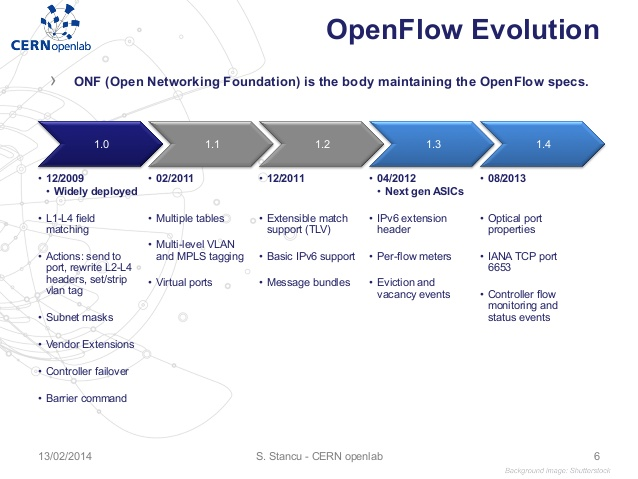 CERNopenlab
OpenFlow Evolution
› ONF (Open Networking Foundation) is the body maintaining the OpenFlow specs.
1.0
1.1
1.2
1.3
1.4
• 12/2009
• Widely deployed
• L1-L4 field
matching
• Actions: send to
port, rewrite L2-L4
headers, set/strip
vlan tag
• Subnet masks
• Vendor Extensions
• Controller failover
• Barrier command
• 02/2011
• Multiple tables
• Multi-level VLAN
and MPLS tagging
• Virtual ports
• 12/2011
• Extensible match
support (TLV)
• Basic IPv6 support
• Message bundles
• 04/2012
• Next gen ASICs
• IPv6 extension
header
• Per-flow meters
• Eviction and
vacancy events
• 08/2013
• Optical port
properties
• IANA TCP port
6653
• Controller flow
monitoring and
status events
13/02/2014
S. Stancu - CERN openlab
6
Background image: Shutterstock